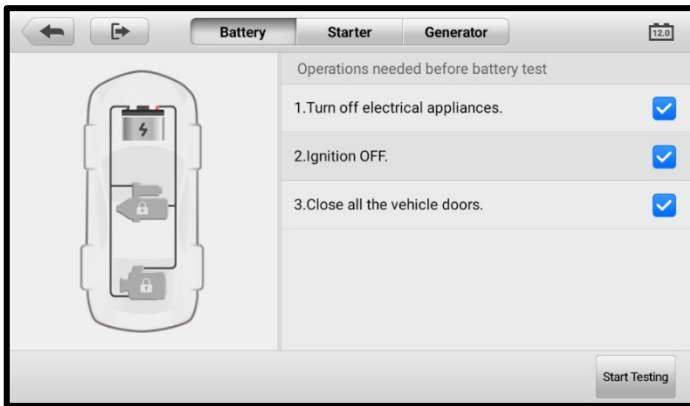 Battery
Starter
Generator
12.0
Operations needed before battery test
1.Turn off electrical appliances.
2.Ignition OFF.
3.Close all the vehicle doors.
Start Testing